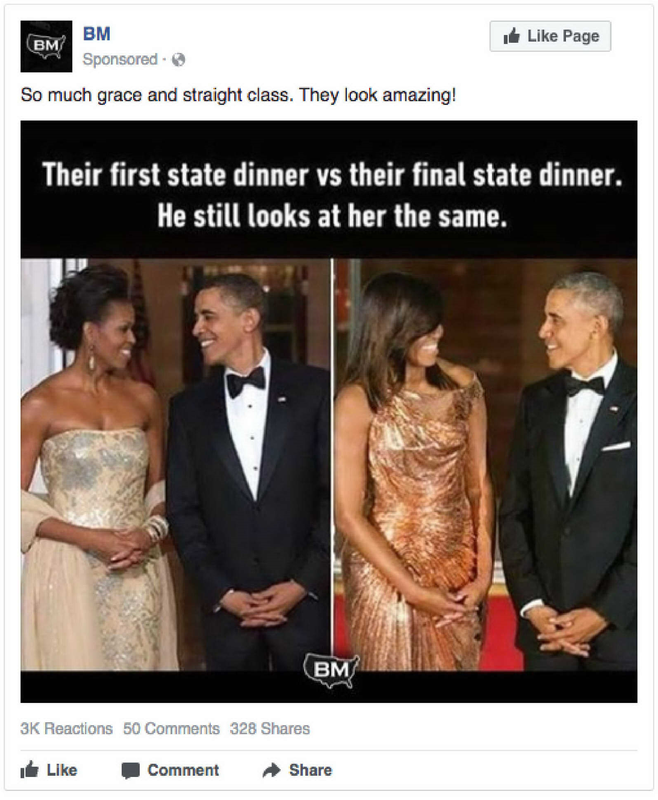 BM
BM
Like Page
Sponsored ·
So much grace and straight class. They look amazing!
Their first state dinner vs their final state dinner.
He still looks at her the same.
BM
3K Reactions 50 Comments 328 Shares
Like Comment Share